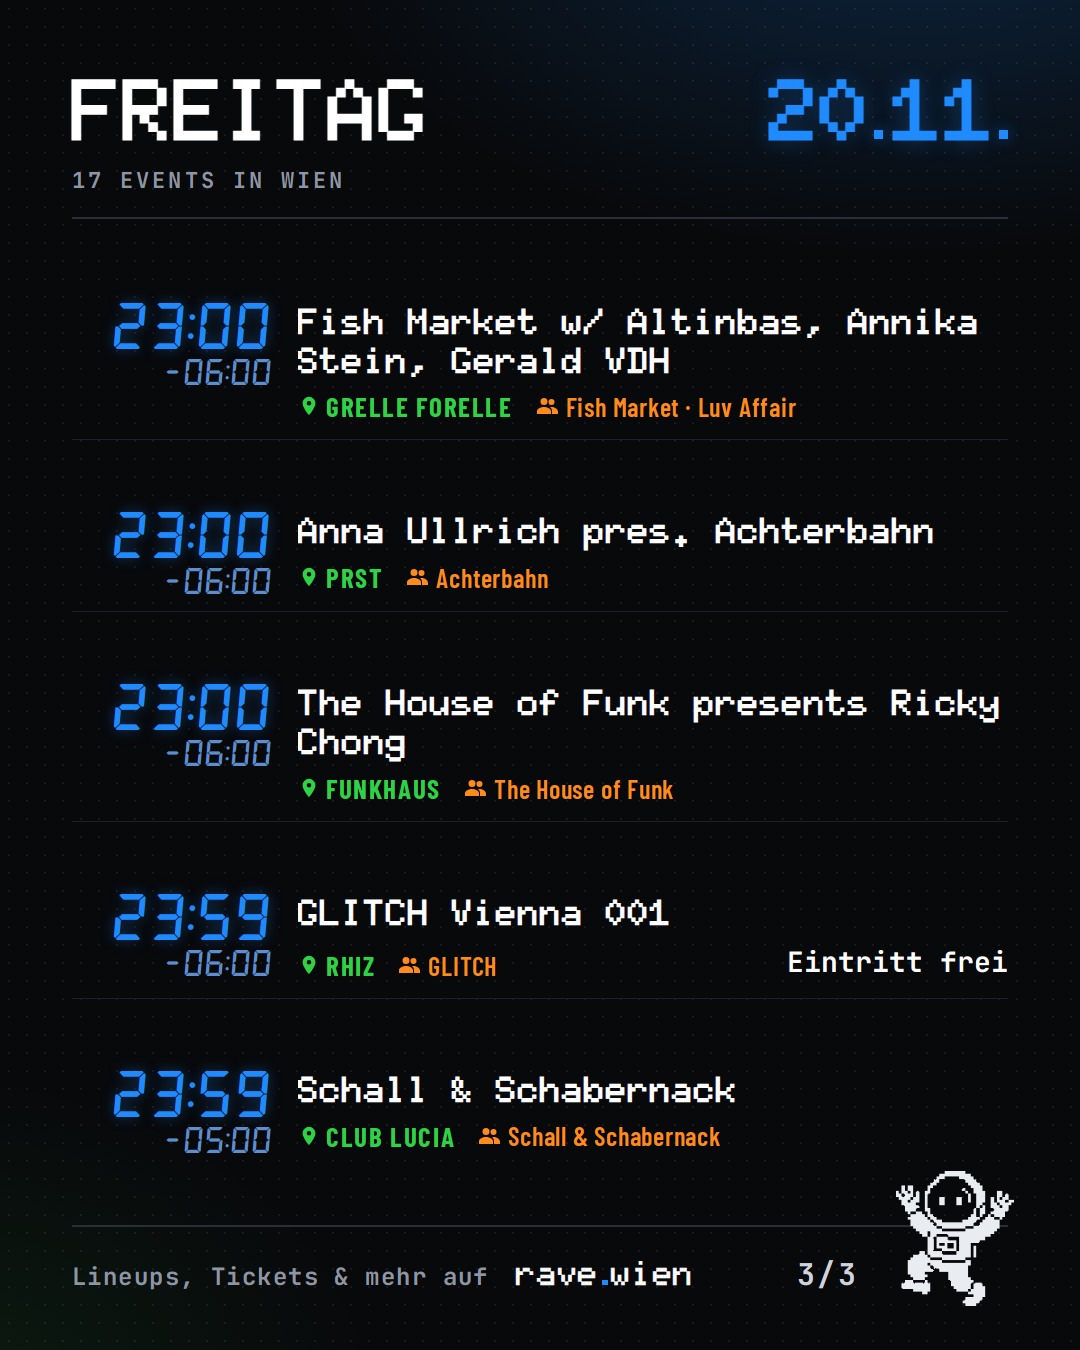 FREITAG 20.11.
17 EVENTS IN WIEN
23:00 Fish Market w/ Altinbas, Annika
Stein, Gerald VDH
-06:00
GRELLE FORELLE Fish Market · Luv Affair
23:00 Anna Ullrich pres. Achterbahn
-06:00 PRST Achterbahn
23:00 The House of Funk presents Ricky
Chong
-06:00
FUNKHAUS The House of Funk
23:59 GLITCH Vienna 001
-06:00 RHIZ GLITCH Eintritt frei
23:59 Schall & Schabernack
-05:00 CLUB LUCIA Schall & Schabernack
Lineups, Tickets & mehr auf rave.wien 3/3